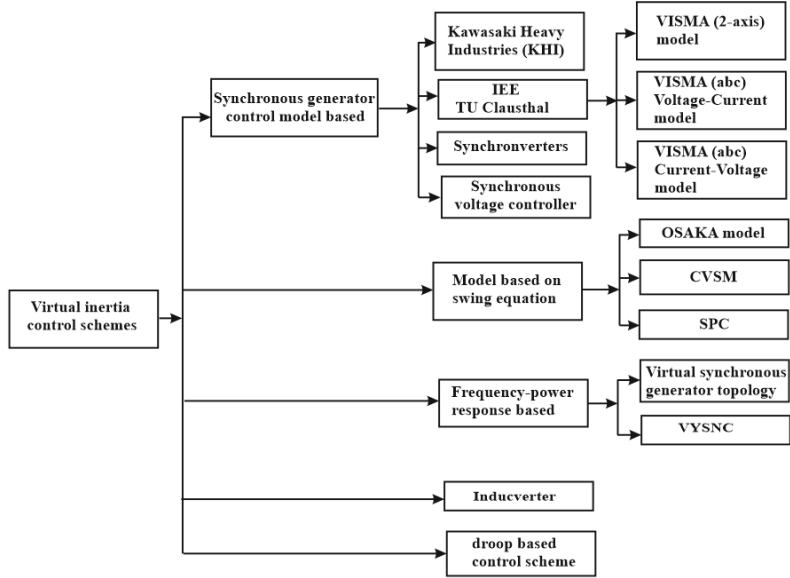 Kawasaki Heavy
Industries (KHI)
VISMA (2-axis)
model
Synchronous generator
control model based
IEE
TU Clausthal
VISMA (abc)
Voltage-Current
model
Synchronverters
VISMA (abc)
Current-Voltage
model
Synchronous
voltage controller
OSAKA model
Model based on
swing equation
CVSM
Virtual inertia
control schemes
SPC
Frequency-power
response based
Virtual synchronous
generator topology
VYSNC
Inducverter
droop based
control scheme